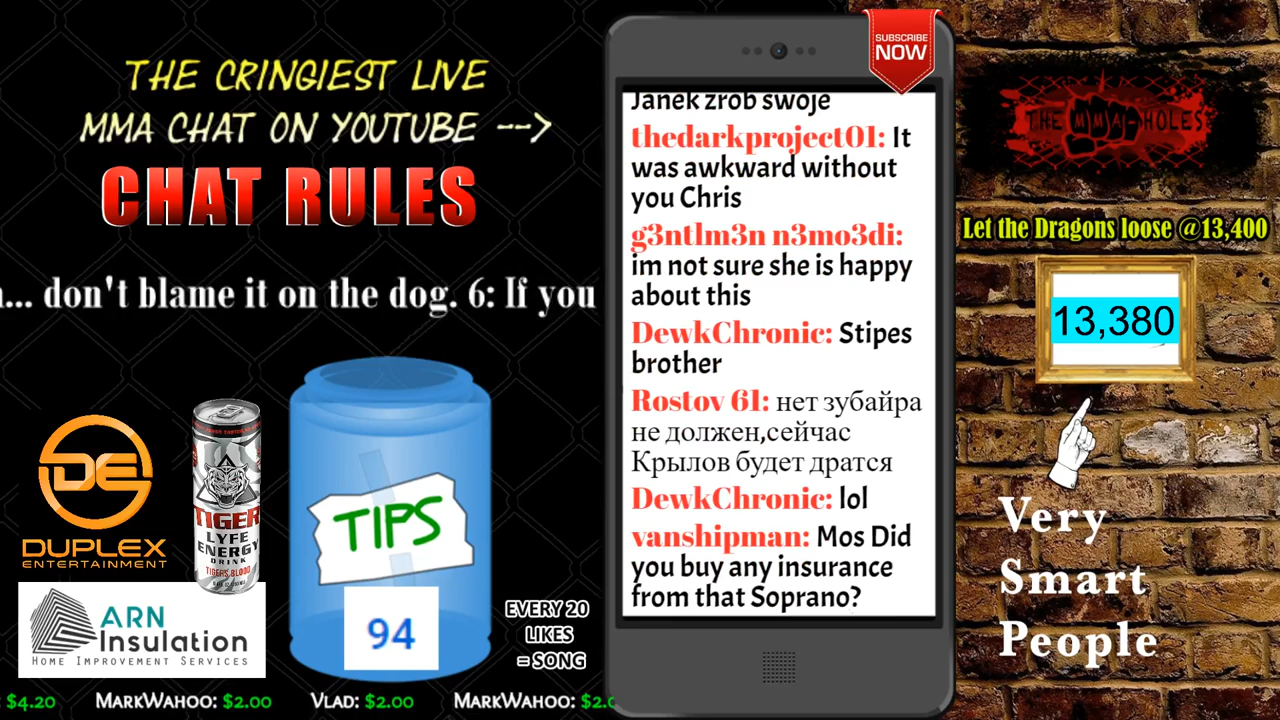 THE CRINGIEST LIVE
MMA CHAT ON YOUTUBE -->
CHAT RULES
... don't blame it on the dog. 6: If you
DE
DUPLEX
ENTERTAINMENT
TIGER
LYFE
ENERGY
DRINK
TIGERS BLOOD
ARN
Insulation
HOME IMPROVEMENT SERVICES
TIPS
94
EVERY 20
LIKES
= SONG
: $4.20 MarkWahoo: $2.00 Vlad: $2.00 MarkWahoo: $2.0
SUBSCRIBE
NOW
Janek zrob swoje
thedarkproject01: It
was awkward without
you Chris
g3ntlm3n n3mo3di:
im not sure she is happy
about this
DewkChronic: Stipes
brother
Rostov 61: нет зубайра
не должен,сейчас
Крылов будет дратся
DewkChronic: lol
vanshipman: Mos Did
you buy any insurance
from that Soprano?
THE MMA-HOLES
Let the Dragons loose @13,400
13,380
Very
Smart
People